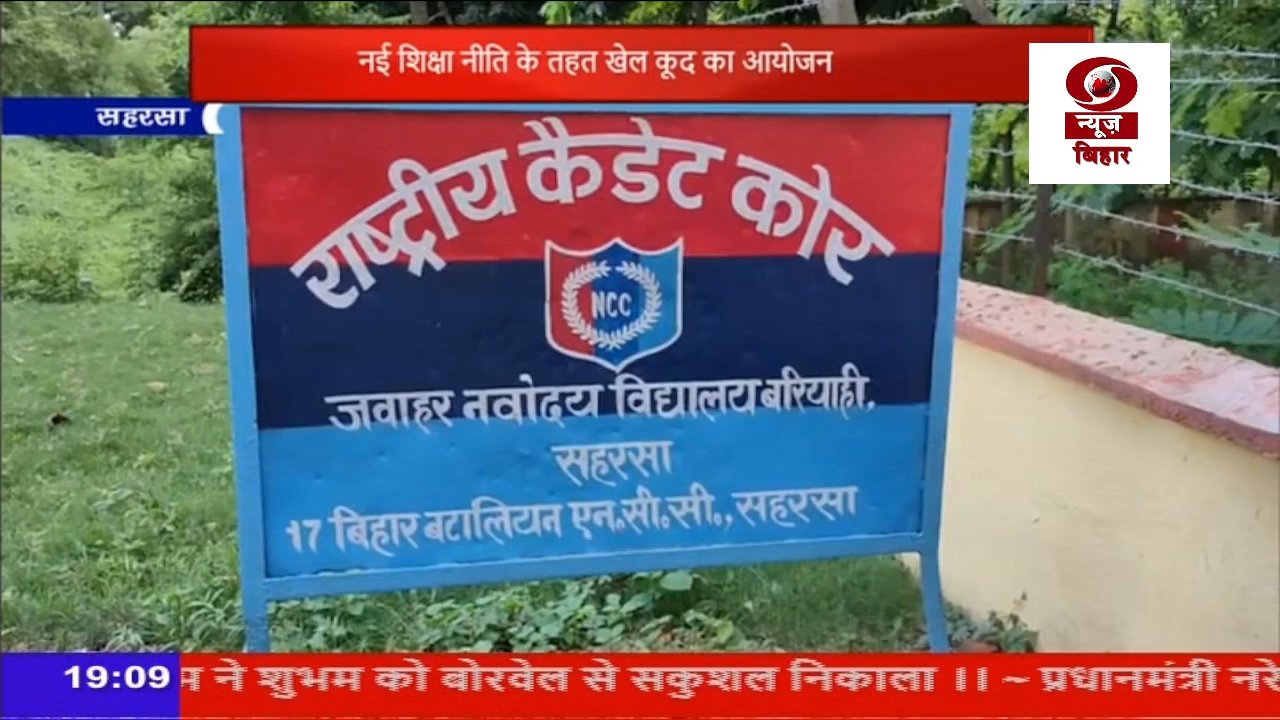 नई शिक्षा नीति के तहत खेल कूद का आयोजन
सहरसा
न्यूज़
बिहार
राष्ट्रीय कैडेट कोर
NCC
जवाहर नवोदय विद्यालय बरियाही,
सहरसा
17 बिहार बटालियन एन॰सी॰सी॰, सहरसा
19:09
ने शुभम को बोरवेल से सकुशल निकाला ।। ~ प्रधानमंत्री